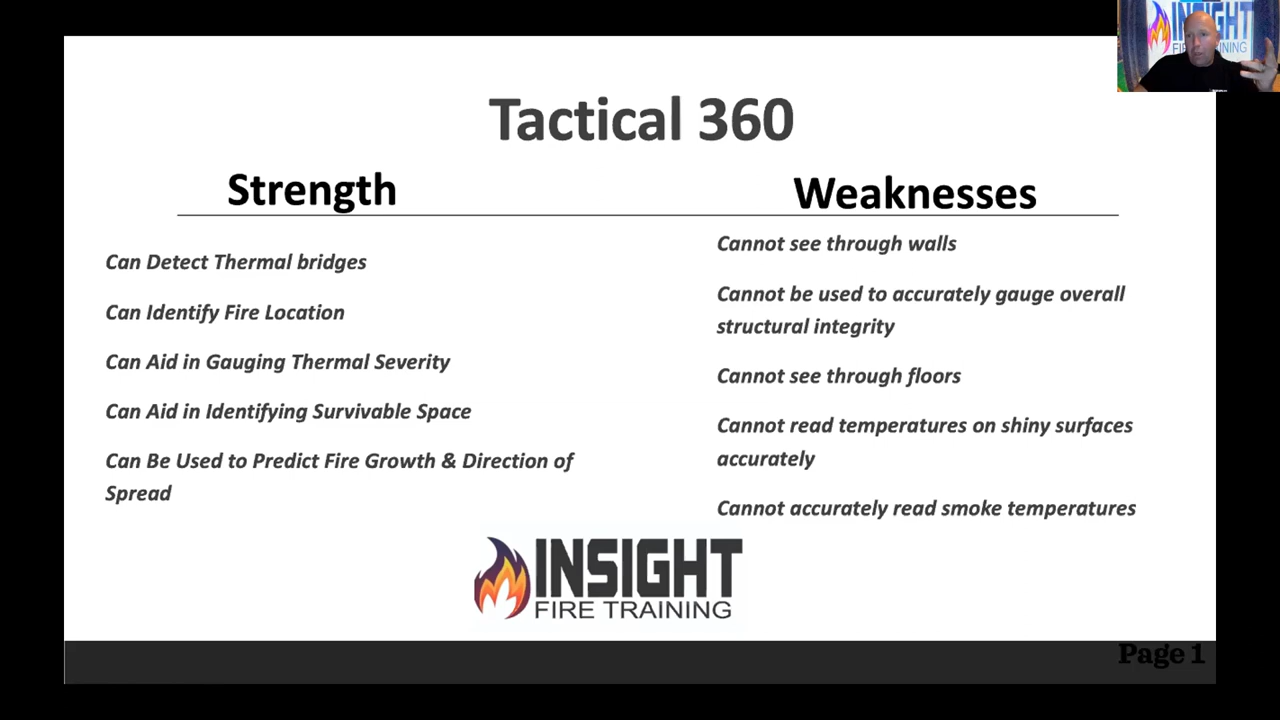 INSIGHT
FIRE TRAINING
Tactical 360
Strength
Weaknesses
Can Detect Thermal bridges
Can Identify Fire Location
Can Aid in Gauging Thermal Severity
Can Aid in Identifying Survivable Space
Can Be Used to Predict Fire Growth & Direction of
Spread
Cannot see through walls
Cannot be used to accurately gauge overall
structural integrity
Cannot see through floors
Cannot read temperatures on shiny surfaces
accurately
Cannot accurately read smoke temperatures
INSIGHT
FIRE TRAINING
Page 1